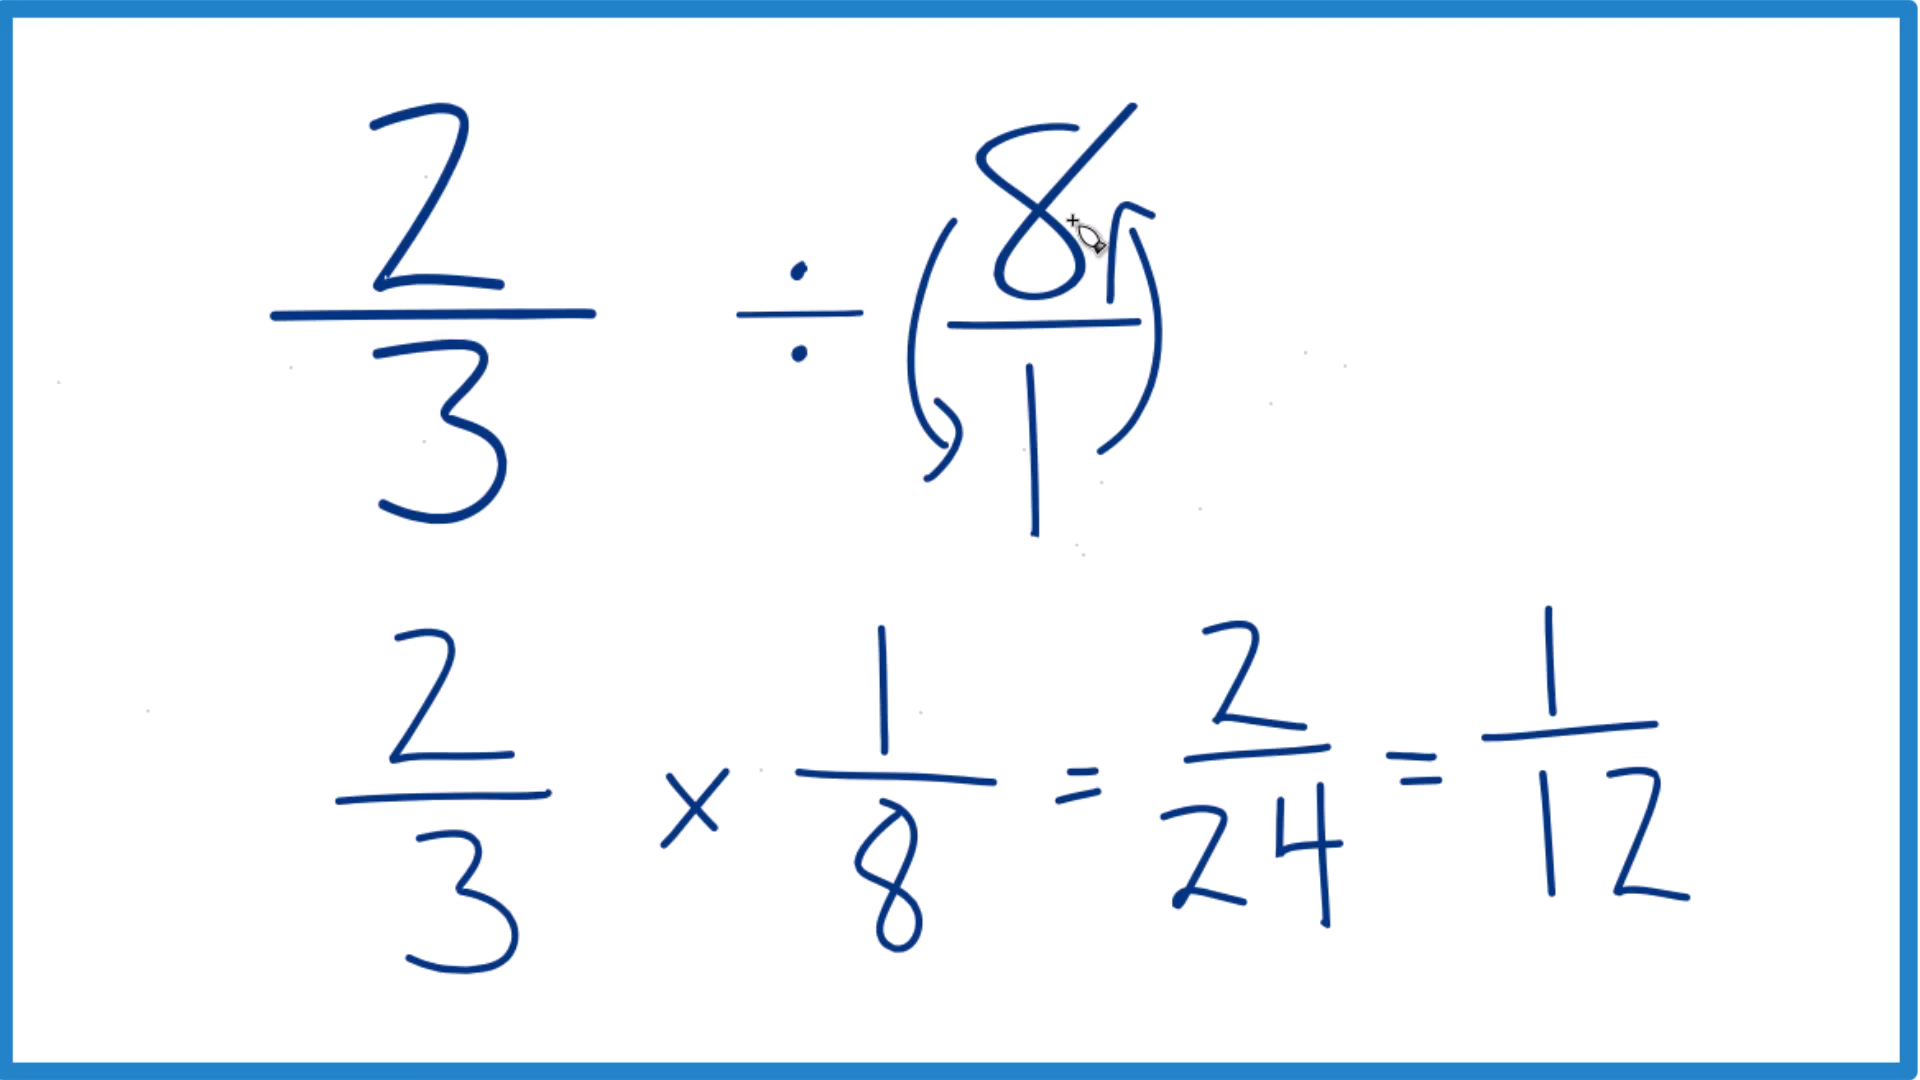 2/3 ÷ 8/1
2/3 × 1/8 = 2/24 = 1/12